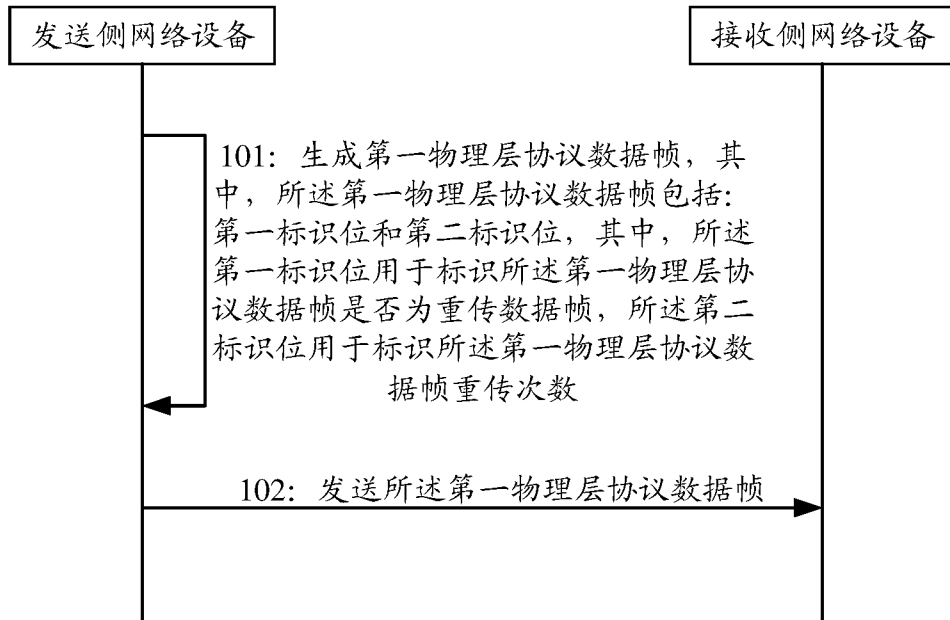 发送侧网络设备
接收侧网络设备
101：生成第一物理层协议数据帧，其
中，所述第一物理层协议数据帧包括：
第一标识位和第二标识位，其中，所述
第一标识位用于标识所述第一物理层协
议数据帧是否为重传数据帧，所述第二
标识位用于标识所述第一物理层协议数
据帧重传次数
102：发送所述第一物理层协议数据帧